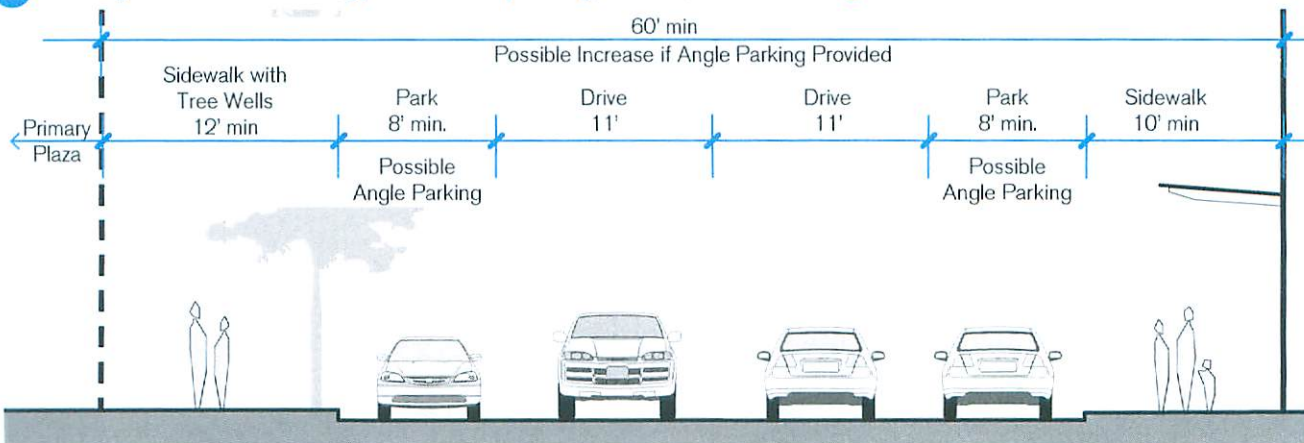 60' min
Possible Increase if Angle Parking Provided
Sidewalk with
Tree Wells
12' min
Park
8' min.
Drive
11'
Drive
11'
Park
8' min.
Sidewalk
10' min
Primary
Plaza
Possible
Angle Parking
Possible
Angle Parking